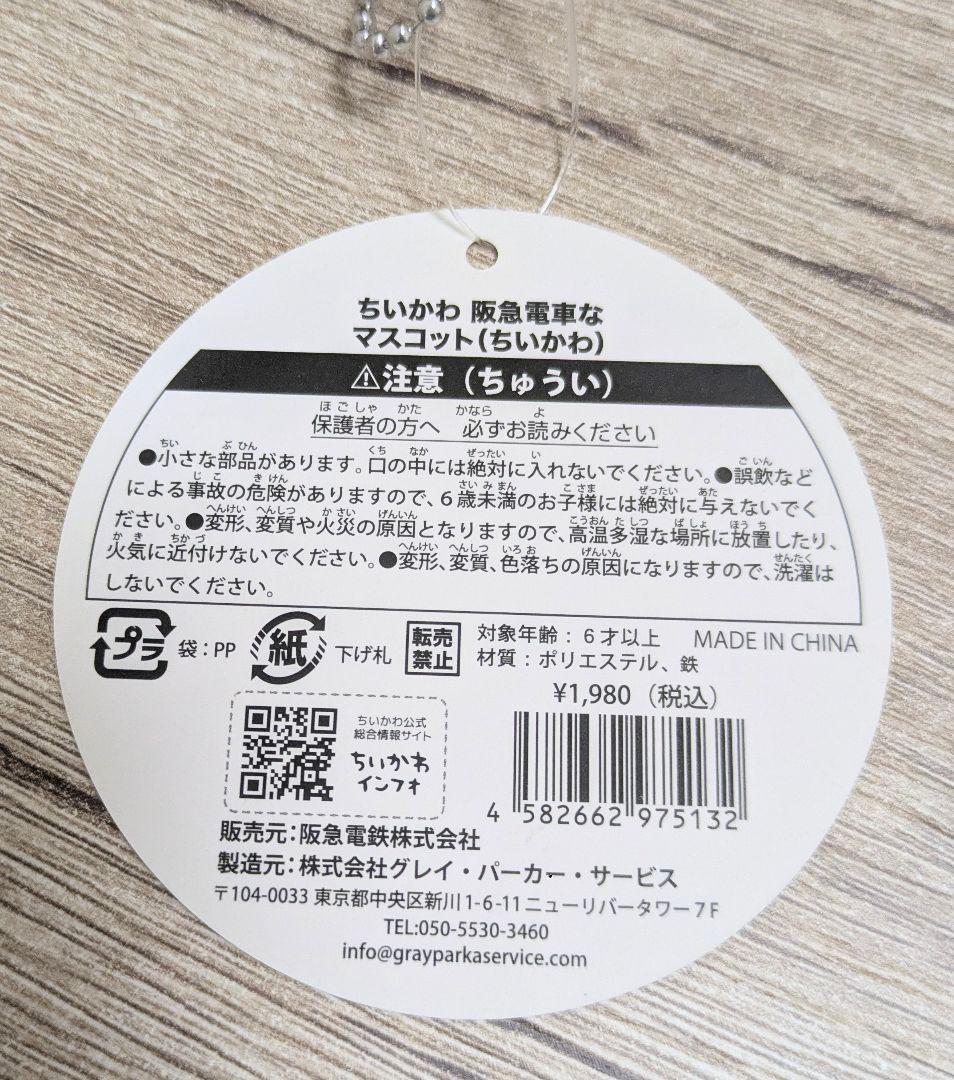 ちいかわ 阪急電車な
マスコット(ちいかわ)
⚠注意(ちゅうい)
保護者の方へ 必ずお読みください
●小さな部品があります。口の中には絶対に入れないでください。●誤飲など
による事故の危険がありますので、6歳未満のお子様には絶対に与えないでく
ださい。●変形、変質や火災の原因となりますので、高温多湿な場所に放置したり、
火気に近付けないでください。●変形、変質、色落ちの原因になりますので、洗濯は
しないでください。
プラ 袋:PP 紙 下げ札 転売禁止 対象年齢:6才以上 MADE IN CHINA
材質:ポリエステル、鉄
¥1,980(税込)
ちいかわ公式
総合情報サイト
ちいかわ
インフォ
4 582662 975132
販売元:阪急電鉄株式会社
製造元:株式会社グレイ・パーカー・サービス
〒104-0033 東京都中央区新川1-6-11ニューリバータワー7F
TEL:050-5530-3460
info@grayparkaservice.com